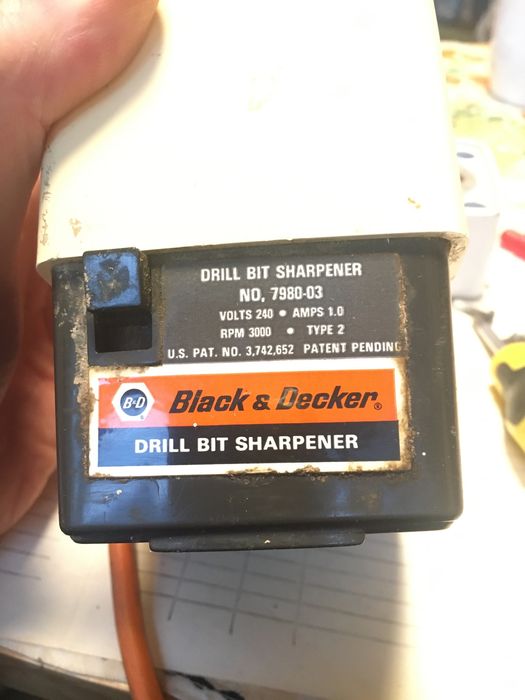 DRILL BIT SHARPENER
NO, 7980-03
VOLTS 240 • AMPS 1.0
RPM 3000 • TYPE 2
U.S. PAT. NO. 3,742,652 PATENT PENDING
B&D Black & Decker®
DRILL BIT SHARPENER